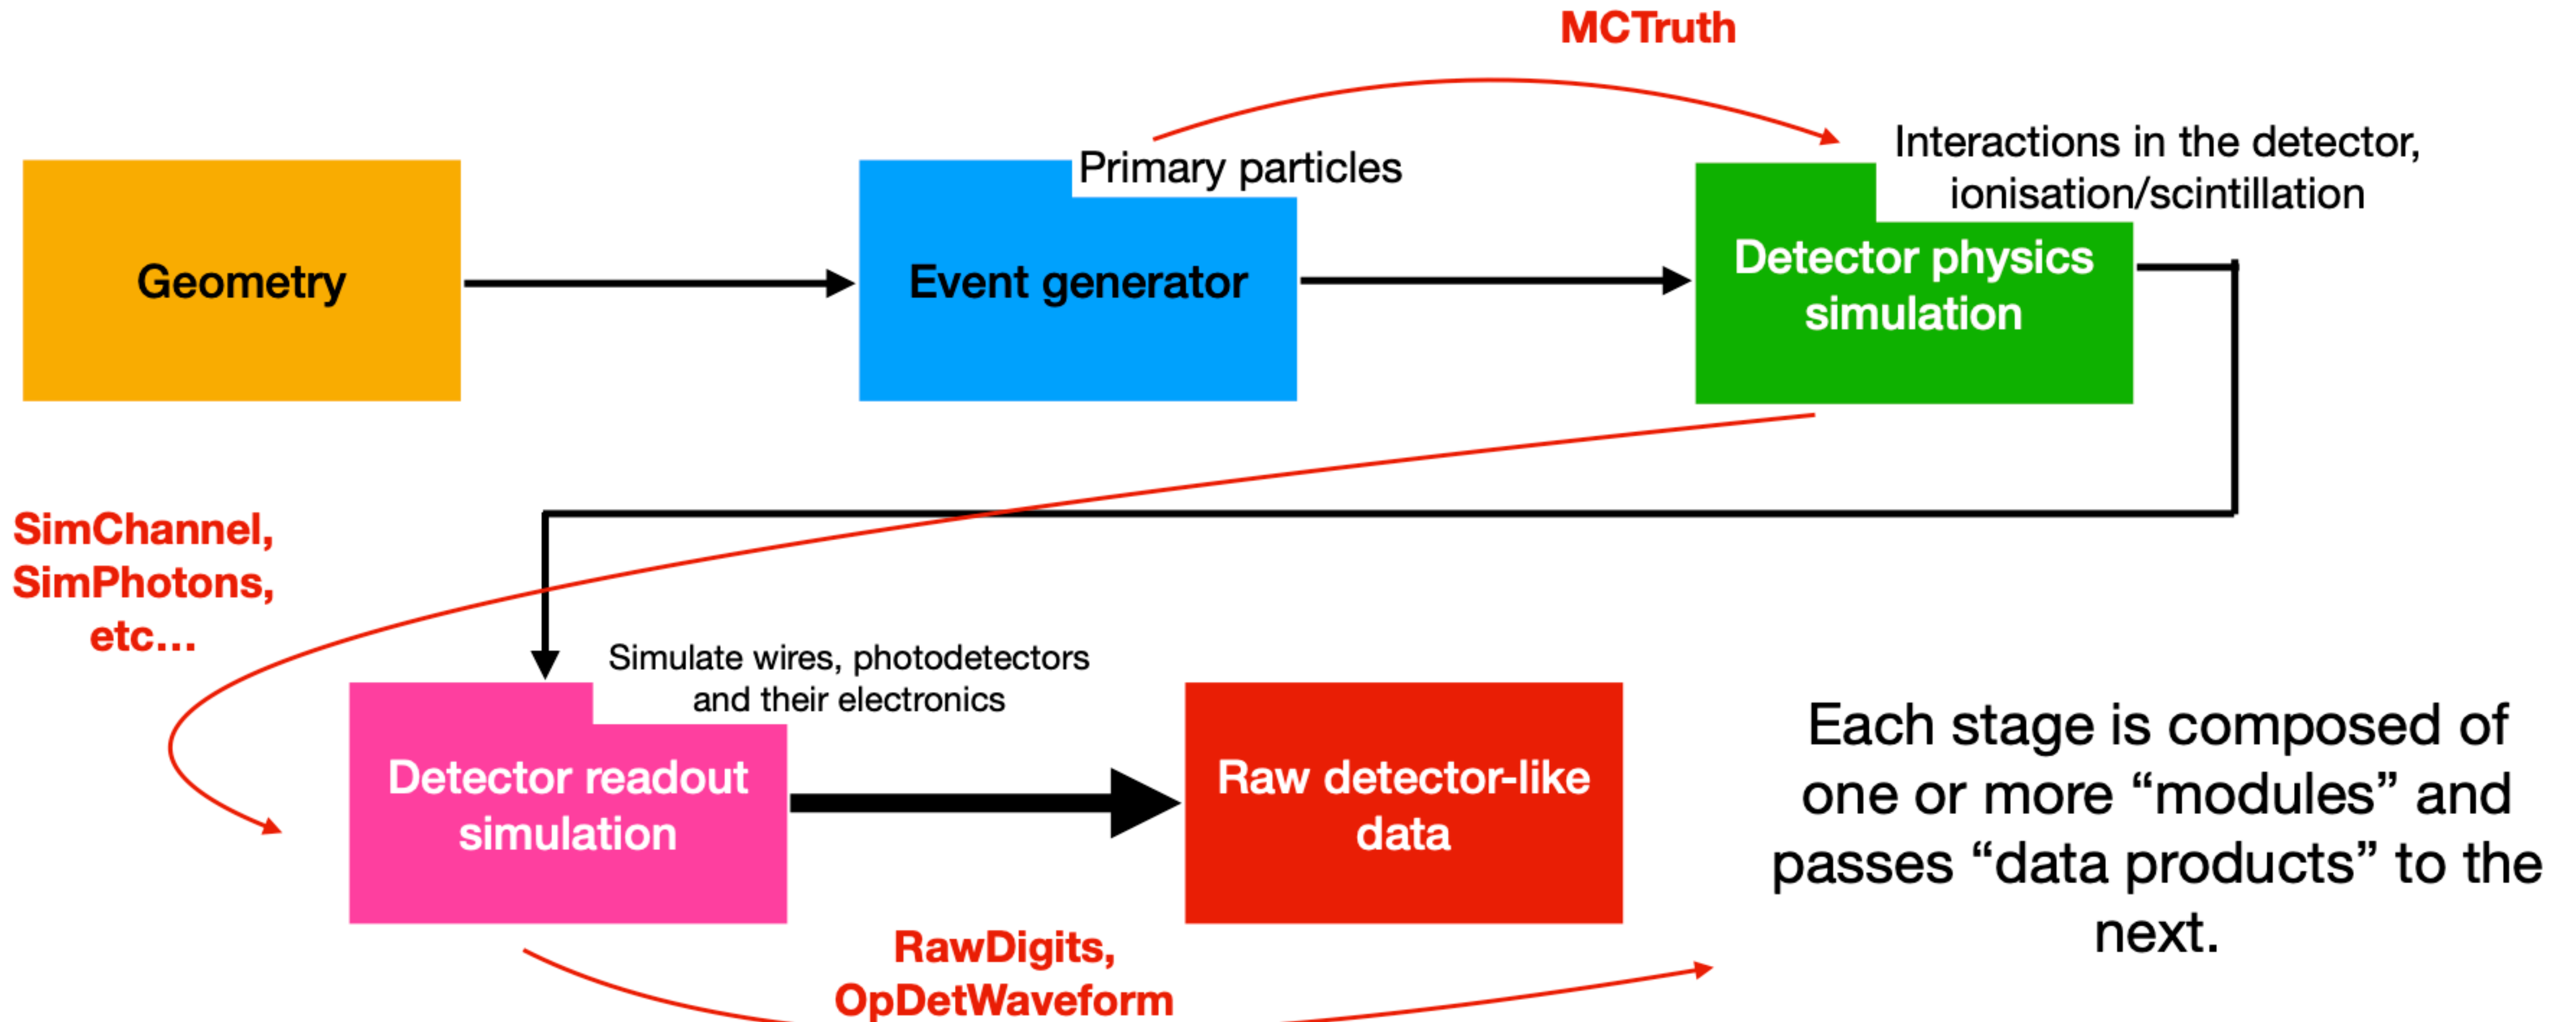 MCTruth
Primary particles
Interactions in the detector,
ionisation/scintillation
Geometry
Event generator
Detector physics
simulation
SimChannel,
SimPhotons,
etc...
Simulate wires, photodetectors
and their electronics
Detector readout
simulation
Raw detector-like
data
Each stage is composed of
one or more “modules” and
passes “data products” to the
next.
RawDigits,
OpDetWaveform